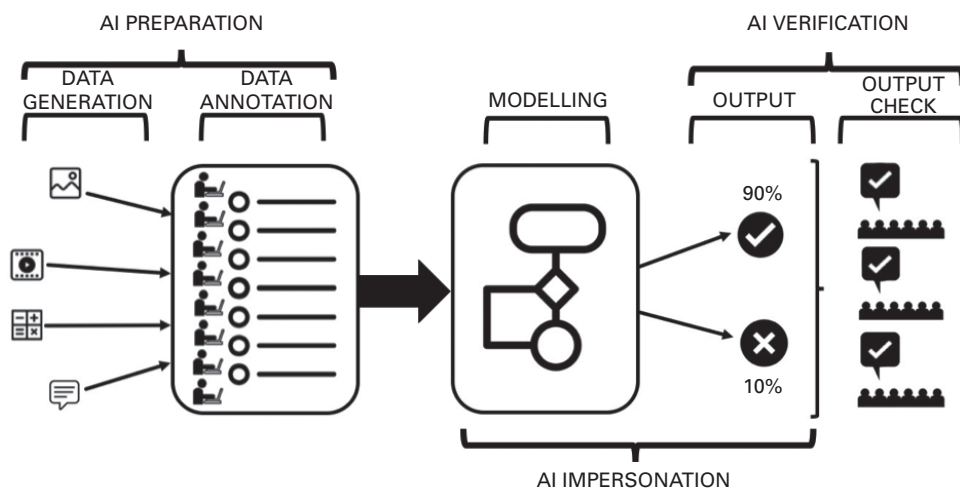 AI PREPARATION
AI VERIFICATION
DATA
GENERATION
DATA
ANNOTATION
MODELLING
OUTPUT
OUTPUT
CHECK
90%
10%
AI IMPERSONATION